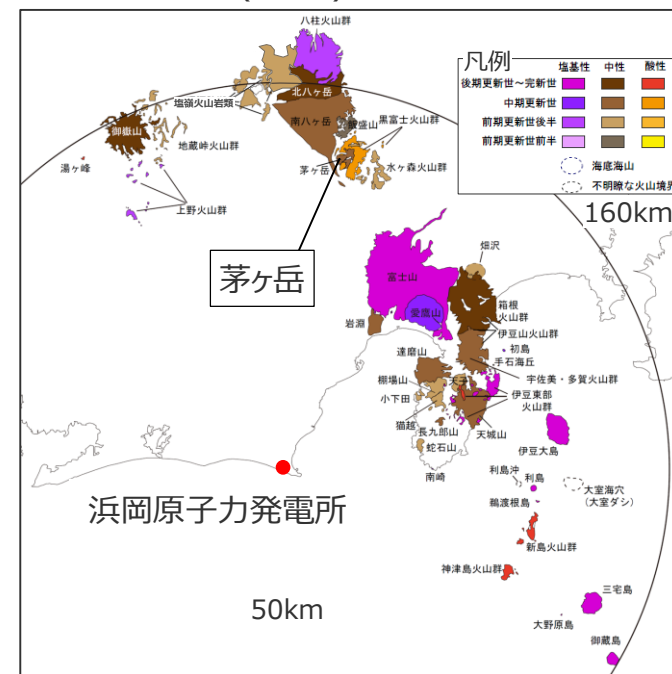 八柱火山群
凡例
塩基性 中性 酸性
後期更新世~完新世
中期更新世
前期更新世後半
前期更新世前半
海底海山
不明瞭な火山境界
160km
北八ヶ岳
塩嶺火山岩類
南八ヶ岳
飯盛山
黒富士火山群
御嶽山
地蔵峠火山群
湯ヶ峰
茅ヶ岳
水ヶ森火山群
上野火山群
茅ヶ岳
畑沢
富士山
愛鷹山
箱根
火山群
岩淵
伊豆山火山群
初島
達磨山
手石海丘
宇佐美・多賀火山群
棚場山
天子
小下田
伊豆東部
火山群
猫越
長九郎山
天城山
蛇石山
伊豆大島
南崎
利島沖
利島
大室海穴
(大室ダシ)
鵜渡根島
浜岡原子力発電所
新島火山群
神津島火山群
50km
三宅島
大野原島
御蔵島